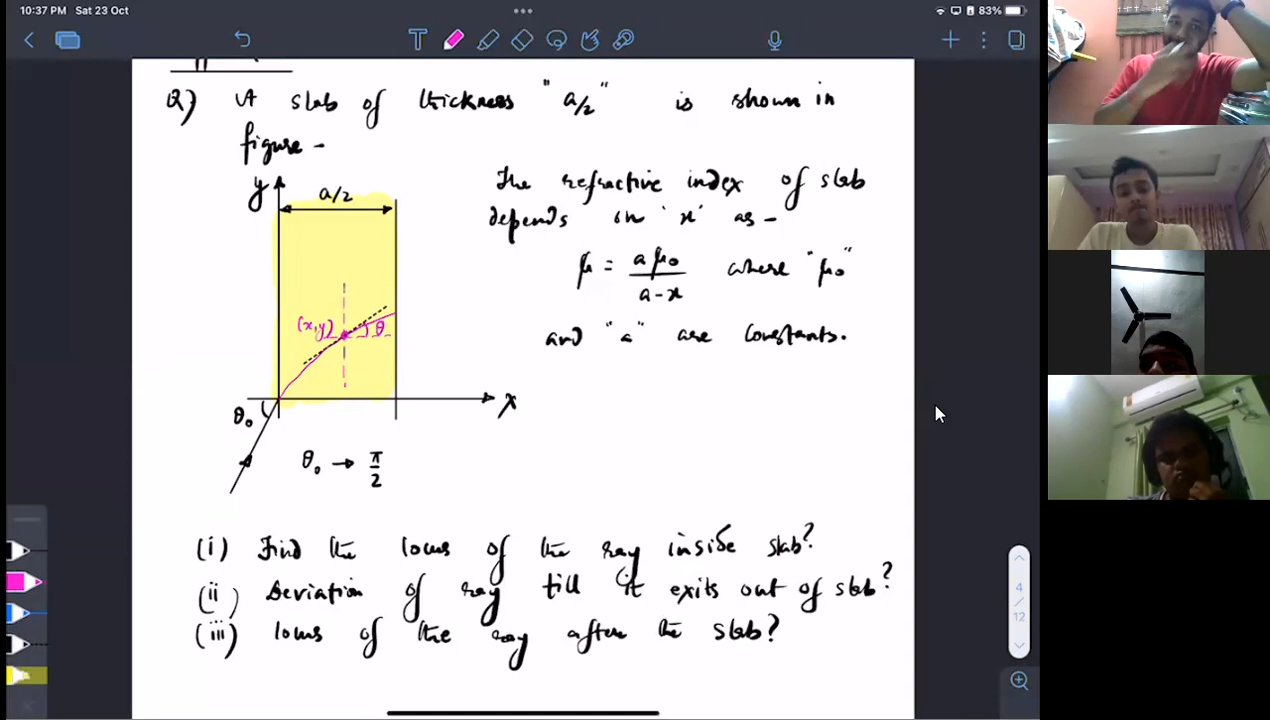 10:37 PM Sat 23 Oct
83%
Q) A slab of thickness "a/2" is shown in
figure -
y
a/2
The refractive index of slab
depends on 'x' as -
μ = aμ₀/(a-x) where "μ₀"
and "a" are constants.
(x,y)
θ
x
θ₀
θ₀ → π/2
(i) Find the locus of the ray inside slab?
(ii) Deviation of ray till it exits out of slab?
(iii) locus of the ray after the slab?
4
/
12